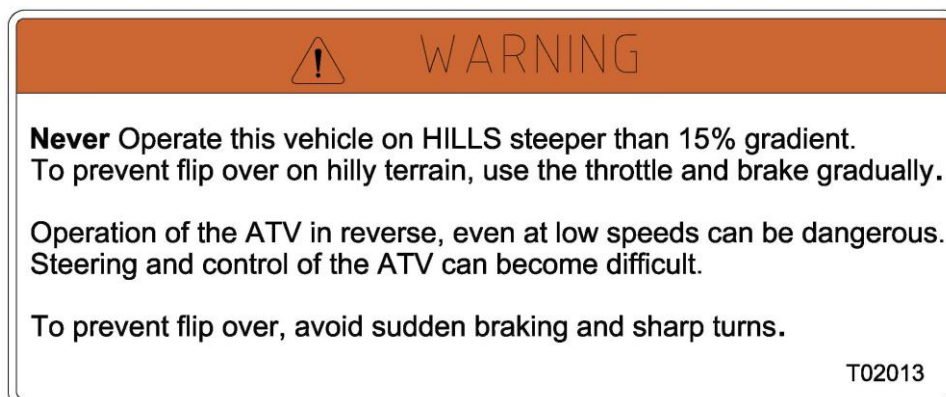 WARNING
Never Operate this vehicle on HILLS steeper than 15% gradient.
To prevent flip over on hilly terrain, use the throttle and brake gradually.
Operation of the ATV in reverse, even at low speeds can be dangerous.
Steering and control of the ATV can become difficult.
To prevent flip over, avoid sudden braking and sharp turns.
T02013